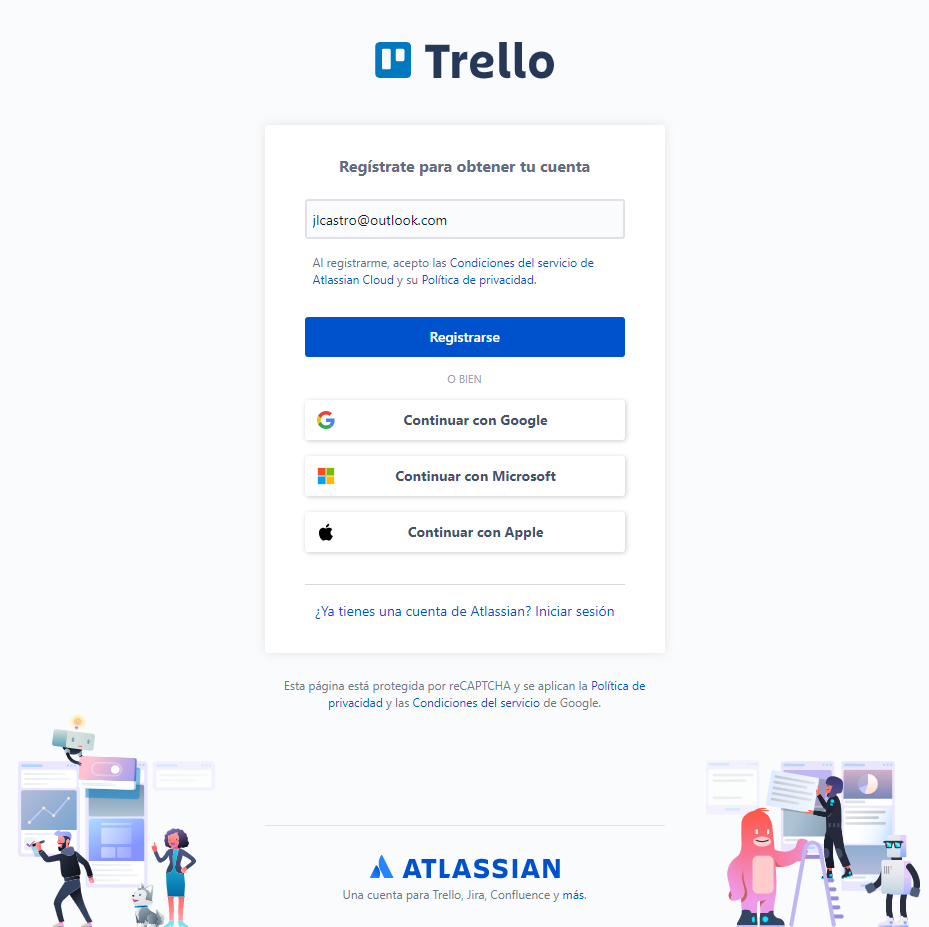 Trello
Regístrate para obtener tu cuenta
jlcastro@outlook.com
Al registrarme, acepto las Condiciones del servicio de
Atlassian Cloud y su Política de privacidad.
Registrarse
O BIEN
Continuar con Google
Continuar con Microsoft
Continuar con Apple
¿Ya tienes una cuenta de Atlassian? Iniciar sesión
Esta página está protegida por reCAPTCHA y se aplican la Política de
privacidad y las Condiciones del servicio de Google.
ATLASSIAN
Una cuenta para Trello, Jira, Confluence y más.